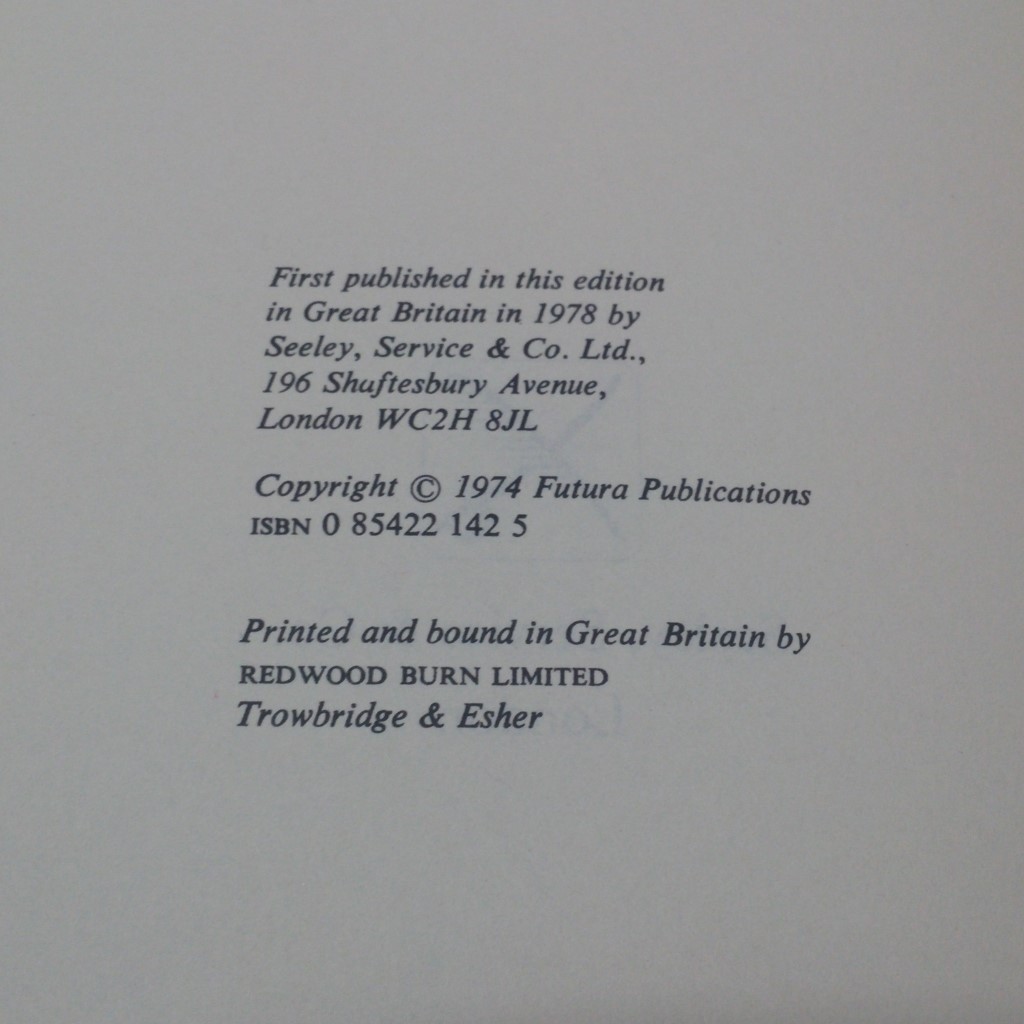 First published in this edition
in Great Britain in 1978 by
Seeley, Service & Co. Ltd.,
196 Shaftesbury Avenue,
London WC2H 8JL
Copyright © 1974 Futura Publications
ISBN 0 85422 142 5
Printed and bound in Great Britain by
REDWOOD BURN LIMITED
Trowbridge & Esher